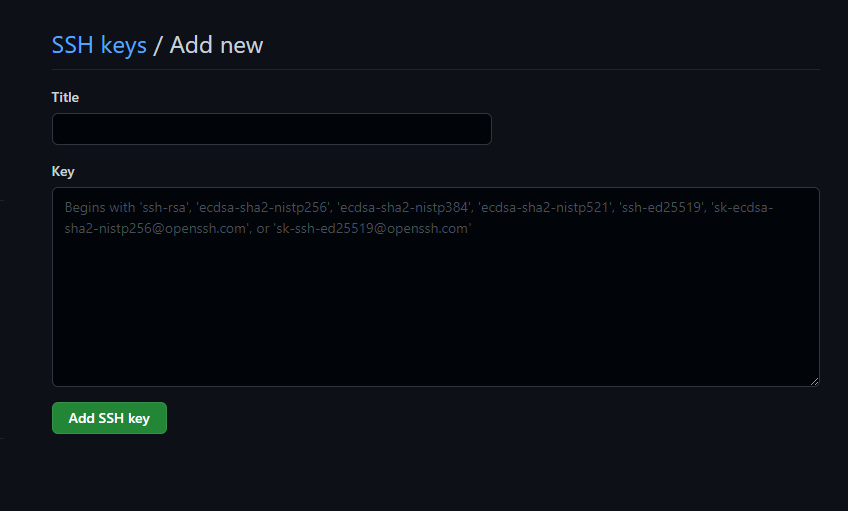 SSH keys / Add new
Title
Key
Begins with 'ssh-rsa', 'ecdsa-sha2-nistp256', 'ecdsa-sha2-nistp384', 'ecdsa-sha2-nistp521', 'ssh-ed25519', 'sk-ecdsa-
sha2-nistp256@openssh.com', or 'sk-ssh-ed25519@openssh.com'
Add SSH key